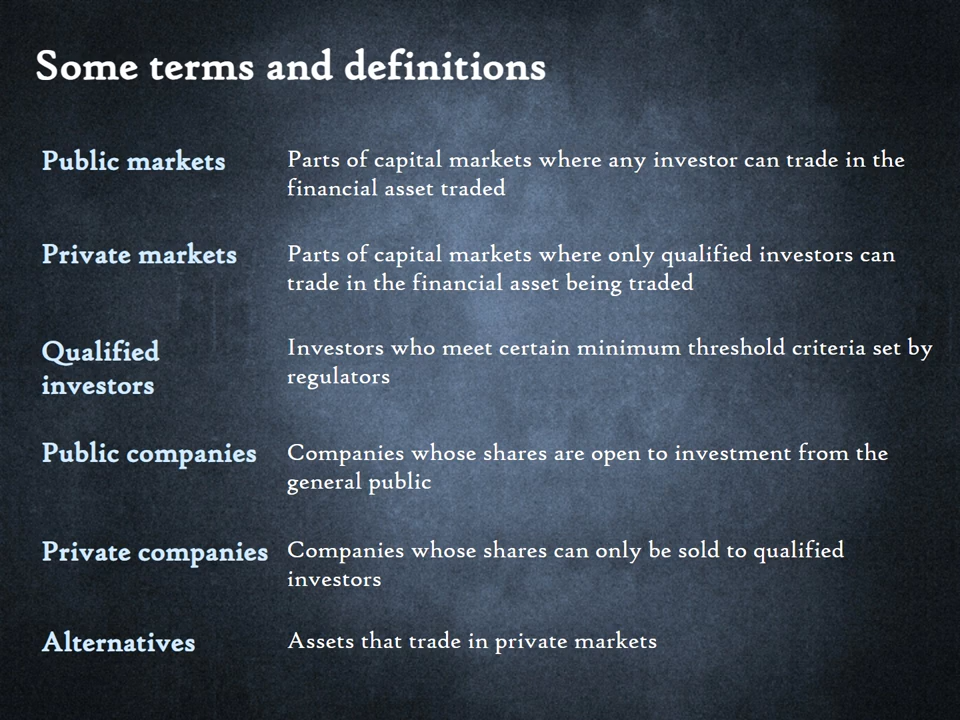 Some terms and definitions
Public markets
Parts of capital markets where any investor can trade in the
financial asset traded
Private markets
Parts of capital markets where only qualified investors can
trade in the financial asset being traded
Qualified
investors
Investors who meet certain minimum threshold criteria set by
regulators
Public companies
Companies whose shares are open to investment from the
general public
Private companies
Companies whose shares can only be sold to qualified
investors
Alternatives
Assets that trade in private markets